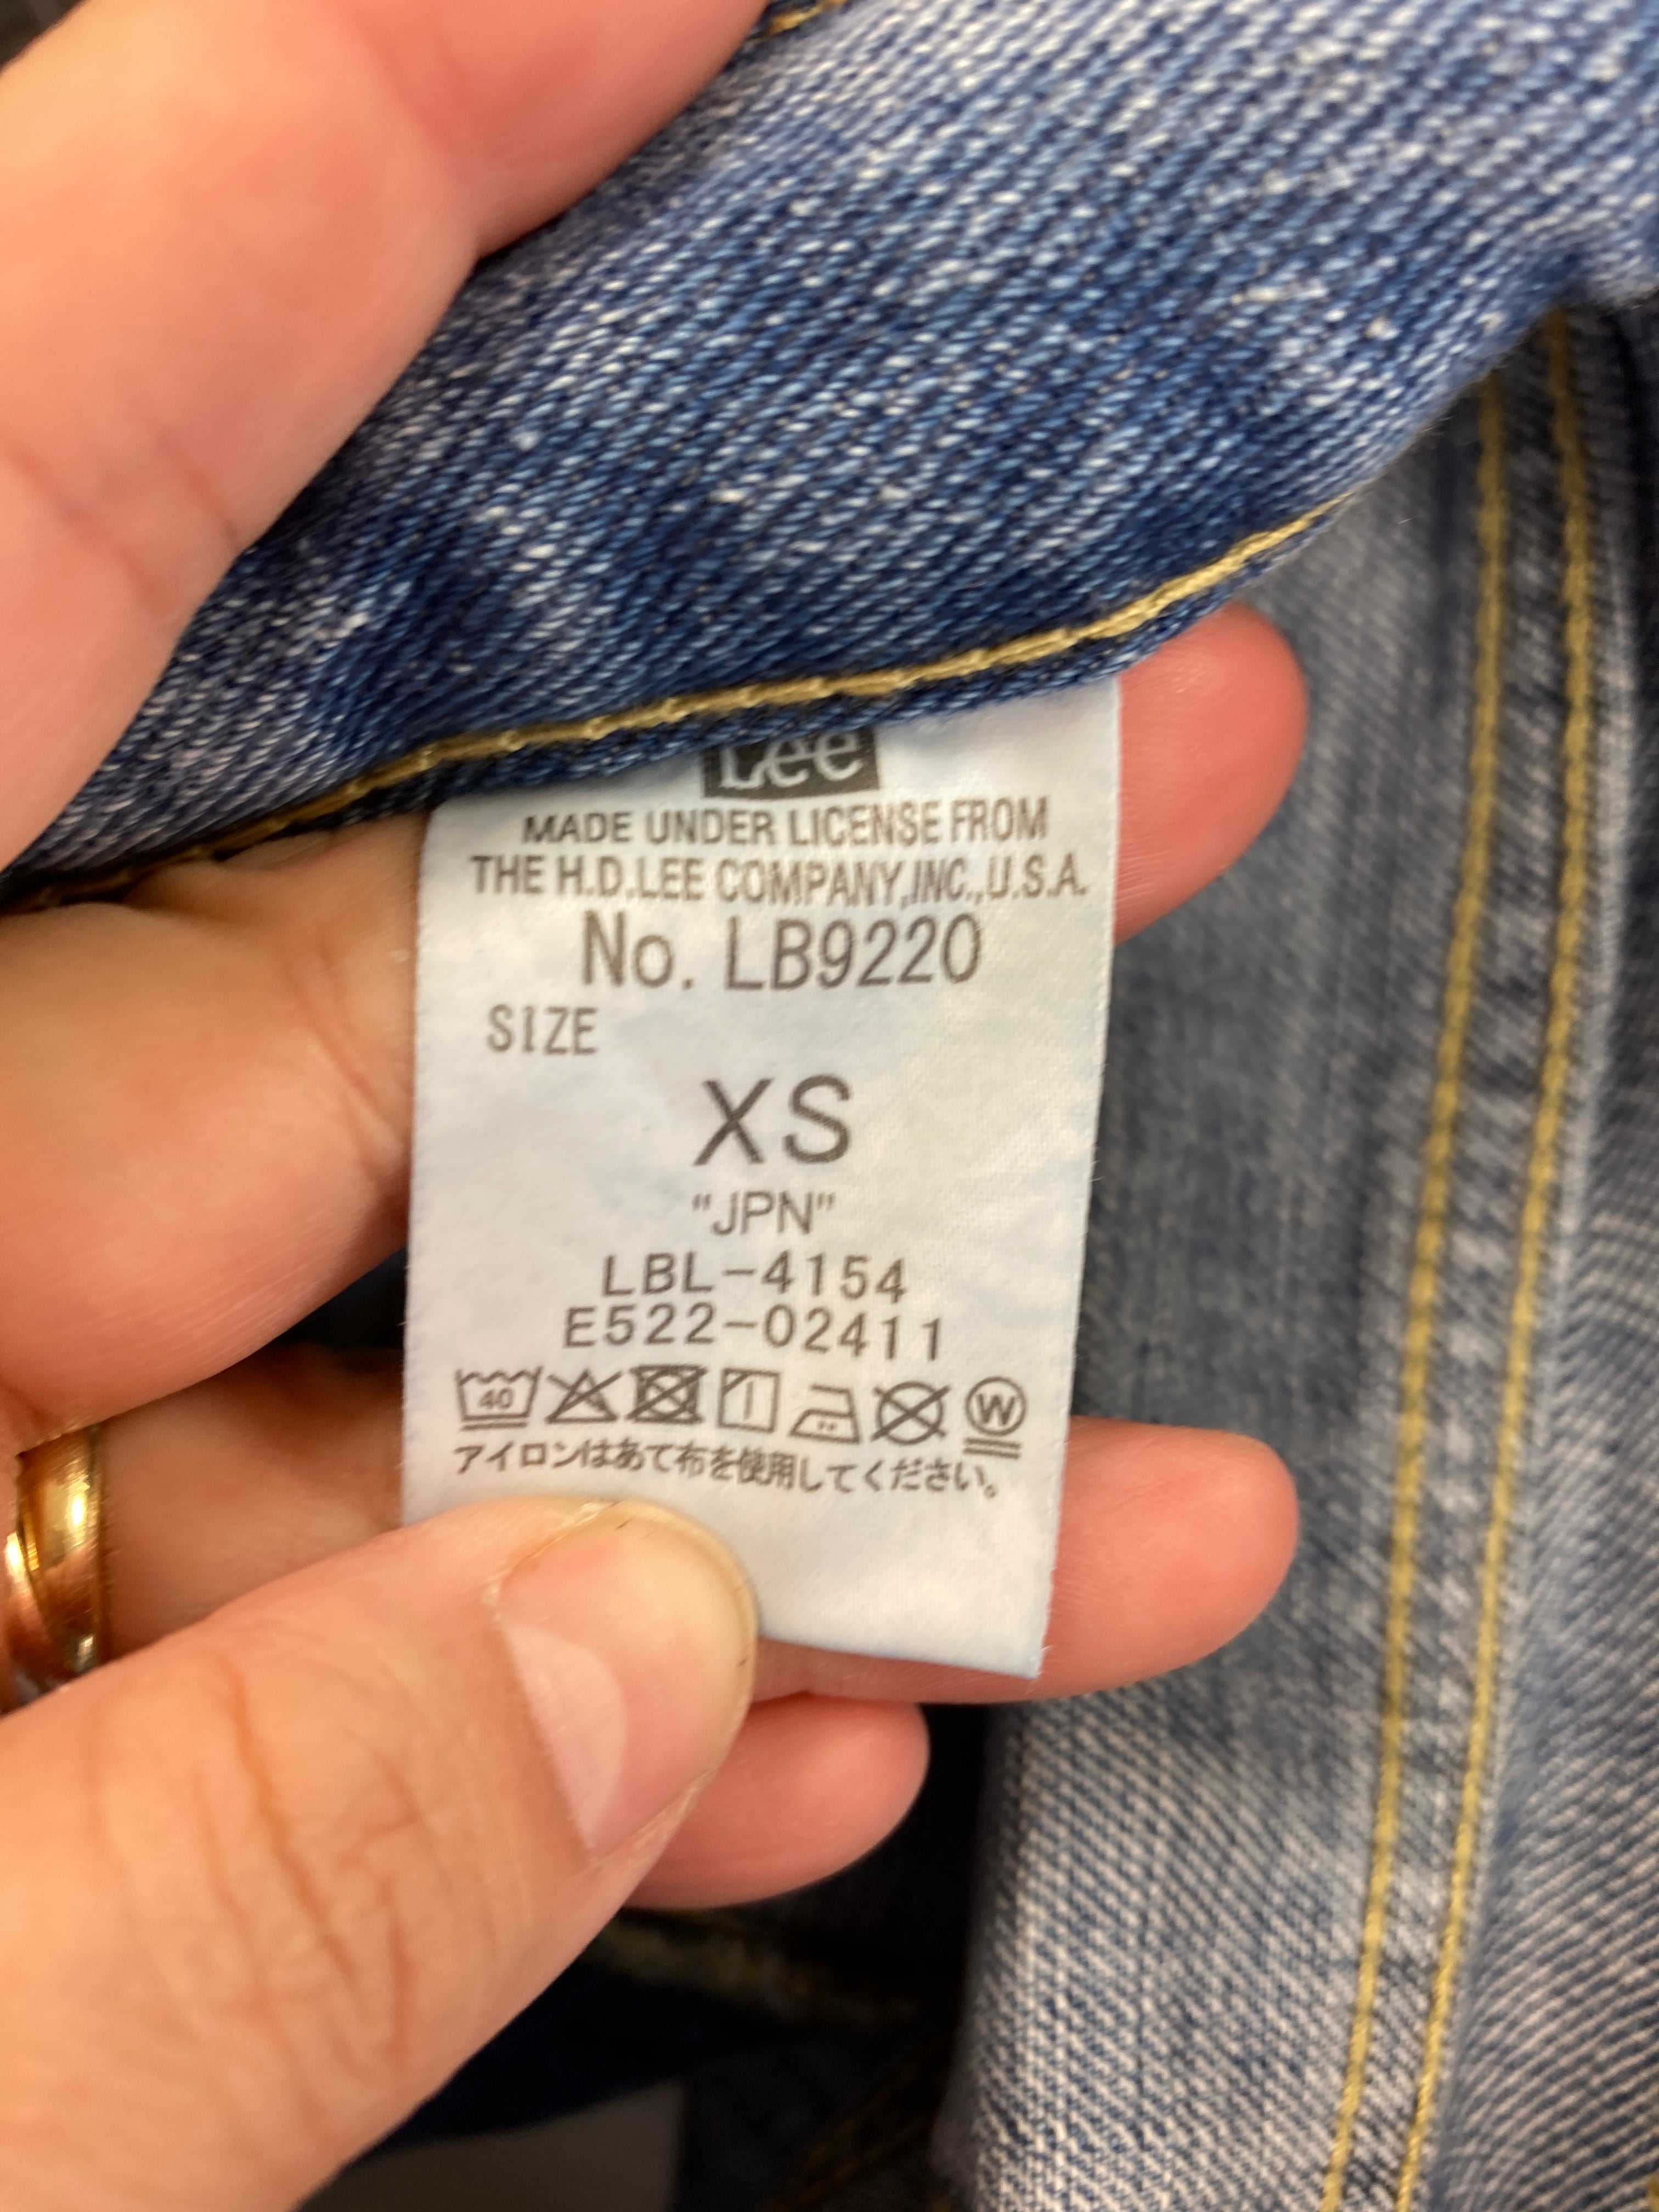 Lee
MADE UNDER LICENSE FROM
THE H.D.LEE COMPANY,INC.,U.S.A.
No. LB9220
SIZE
XS
"JPN"
LBL-4154
E522-02411
40 W
アイロンはあて布を使用してください。